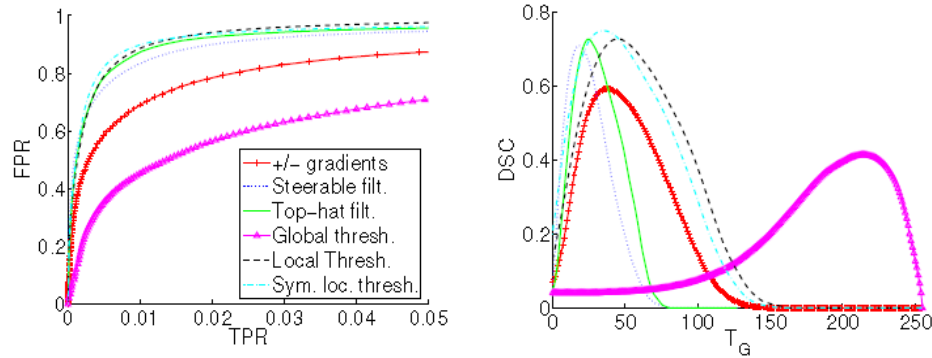 1
0.8
0.6
0.4
0.2
0
FPR
0 0.01 0.02 0.03 0.04 0.05
TPR
+/- gradients
Steerable filt.
Top-hat filt.
Global thresh.
Local Thresh.
Sym. loc. thresh.
0.8
0.6
0.4
0.2
0
DSC
0 50 100 150 200 250
T_G